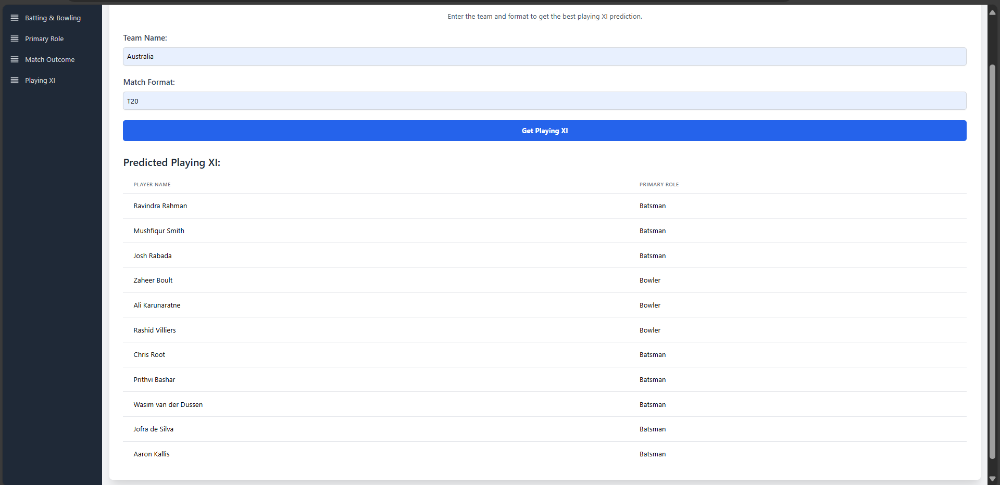 Batting & Bowling
Primary Role
Match Outcome
Playing XI
Enter the team and format to get the best playing XI prediction.
Team Name:
Australia
Match Format:
T20
Get Playing XI
Predicted Playing XI:
PLAYER NAME PRIMARY ROLE
Ravindra Rahman Batsman
Mushfiqur Smith Batsman
Josh Rabada Batsman
Zaheer Boult Bowler
Ali Karunaratne Bowler
Rashid Villiers Bowler
Chris Root Batsman
Prithvi Bashar Batsman
Wasim van der Dussen Batsman
Jofra de Silva Batsman
Aaron Kallis Batsman